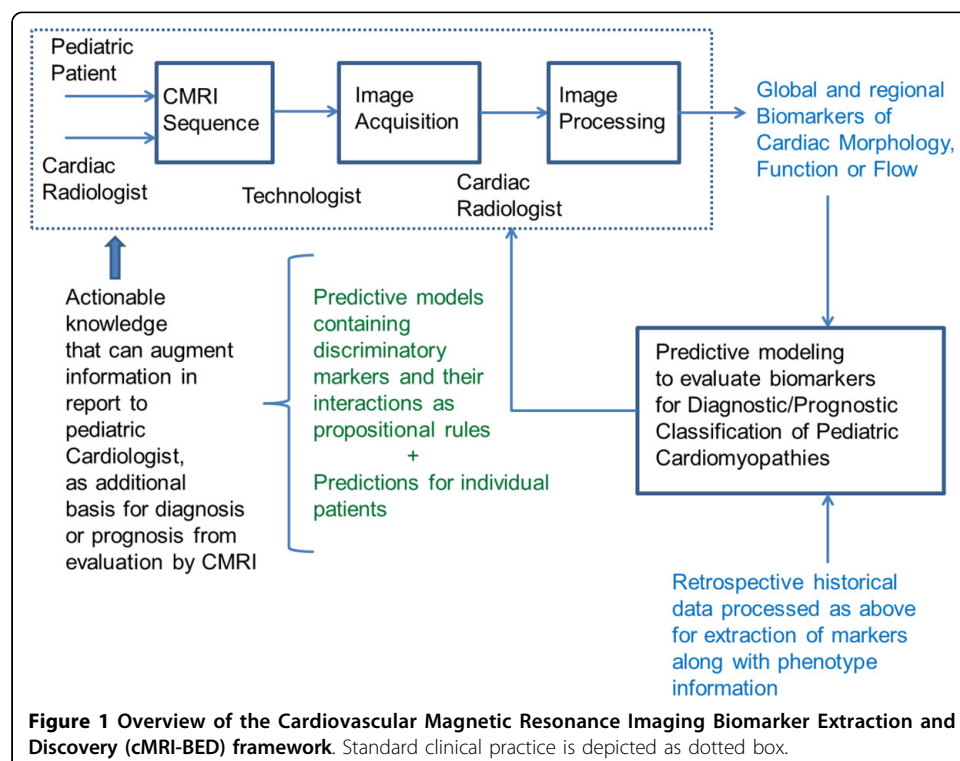 Pediatric
Patient
CMRI
Sequence
Image
Acquisition
Image
Processing
Cardiac
Radiologist
Technologist
Cardiac
Radiologist
Global and regional
Biomarkers of
Cardiac Morphology,
Function or Flow
Actionable
knowledge
that can augment
information in
report to
pediatric
Cardiologist,
as additional
basis for diagnosis
or prognosis from
evaluation by CMRI
Predictive models
containing
discriminatory
markers and their
interactions as
propositional rules
+
Predictions for individual
patients
Predictive modeling
to evaluate biomarkers
for Diagnostic/Prognostic
Classification of Pediatric
Cardiomyopathies
Retrospective historical
data processed as above
for extraction of markers
along with phenotype
information
Figure 1 Overview of the Cardiovascular Magnetic Resonance Imaging Biomarker Extraction and
Discovery (cMRI-BED) framework. Standard clinical practice is depicted as dotted box.